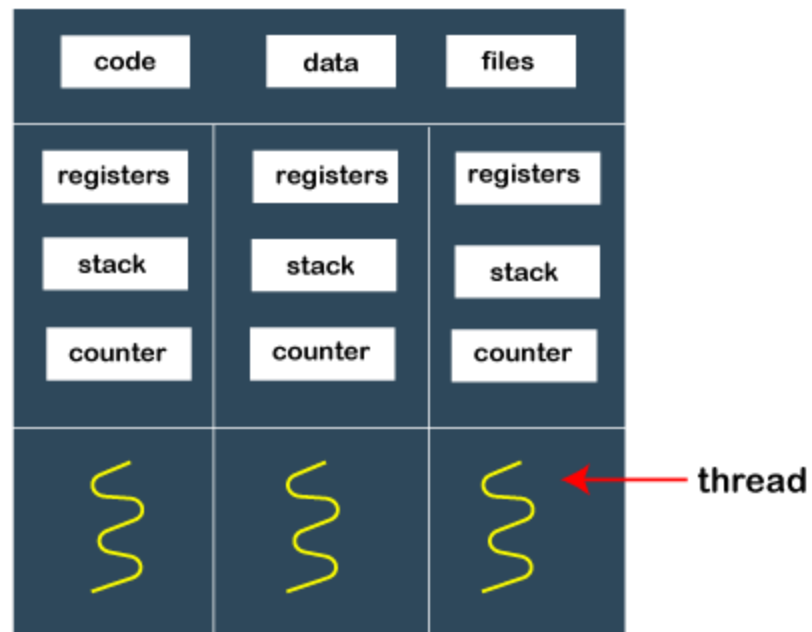 code data files
registers registers registers
stack stack stack
counter counter counter
thread